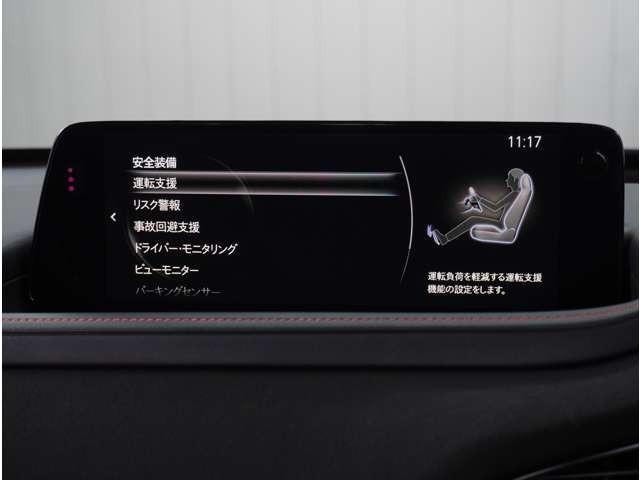 11:17
安全装備
運転支援
リスク警報
事故回避支援
ドライバー・モニタリング
ビューモニター
パーキングセンサー
運転負荷を軽減する運転支援
機能の設定をします。